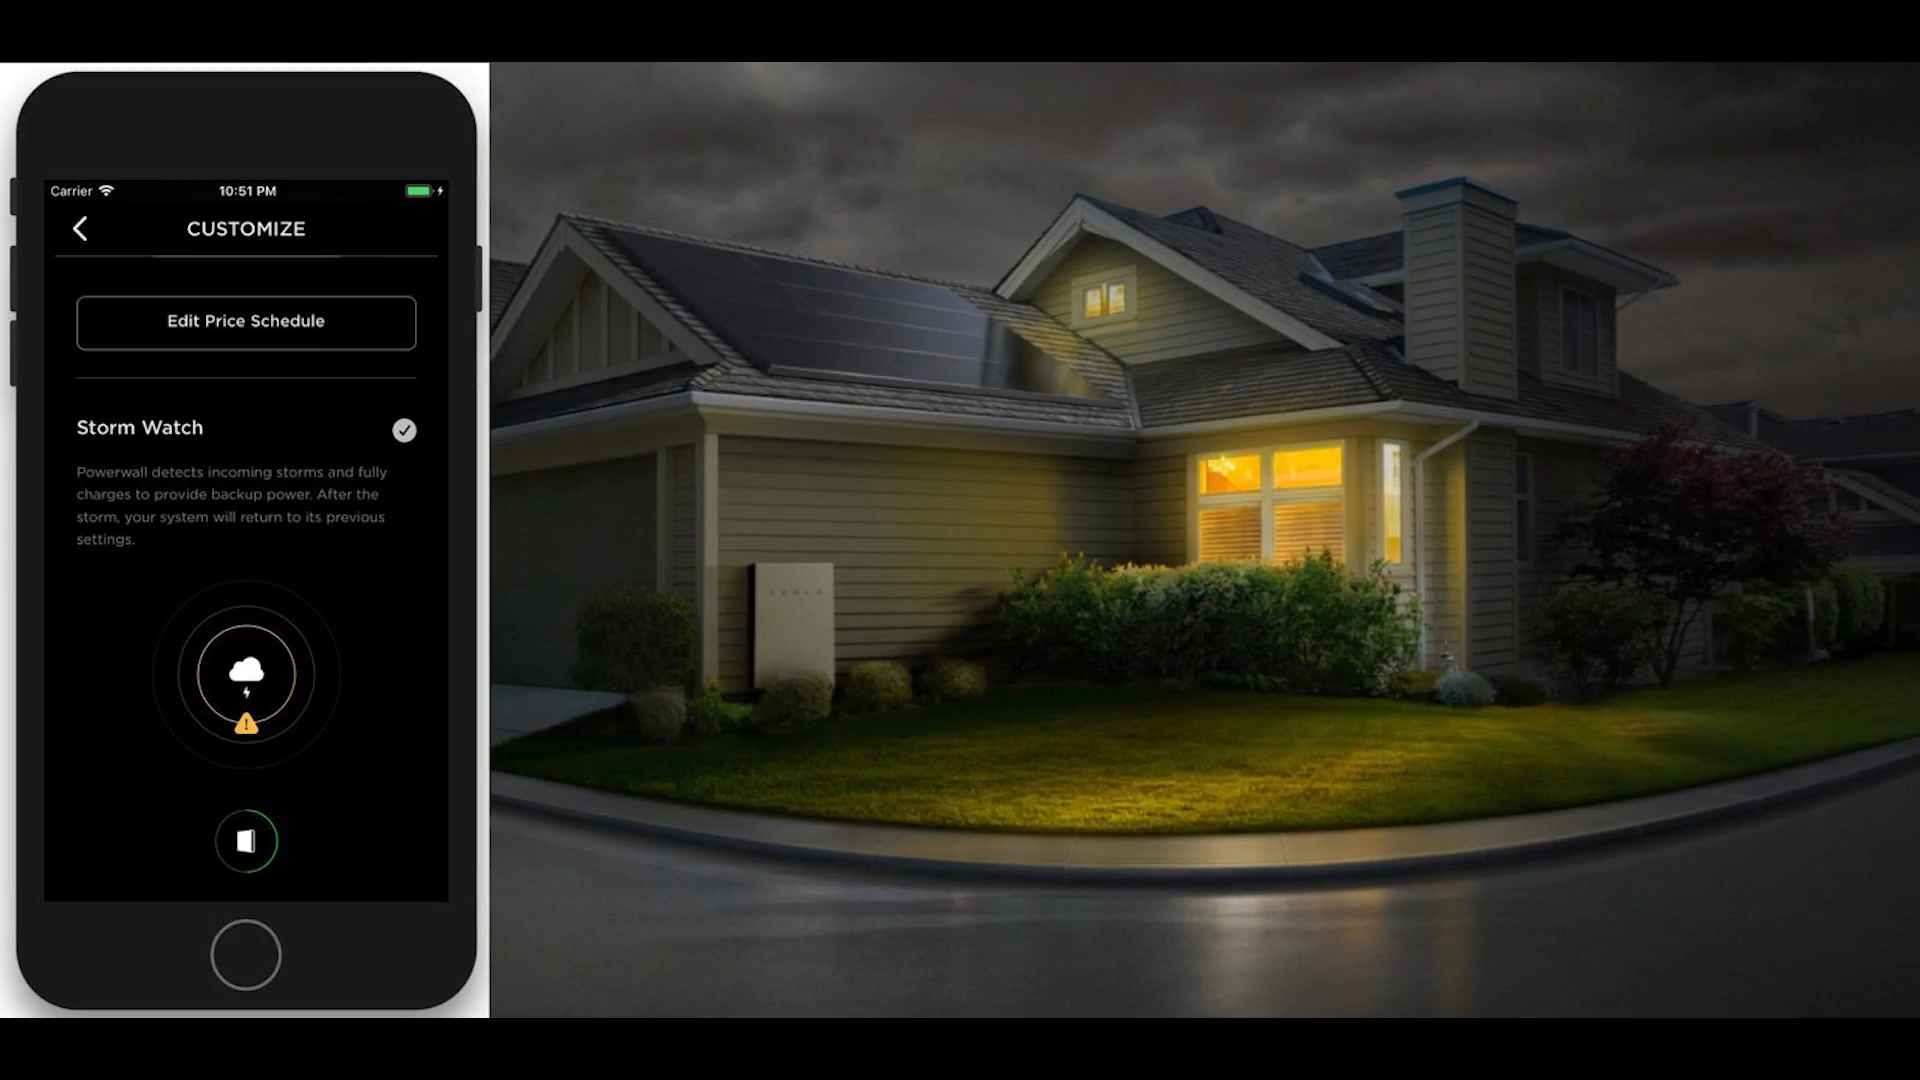 Carrier
10:51 PM
CUSTOMIZE
Edit Price Schedule
Storm Watch
Powerwall detects incoming storms and fully
charges to provide backup power. After the
storm, your system will return to its previous
settings.
TESLA